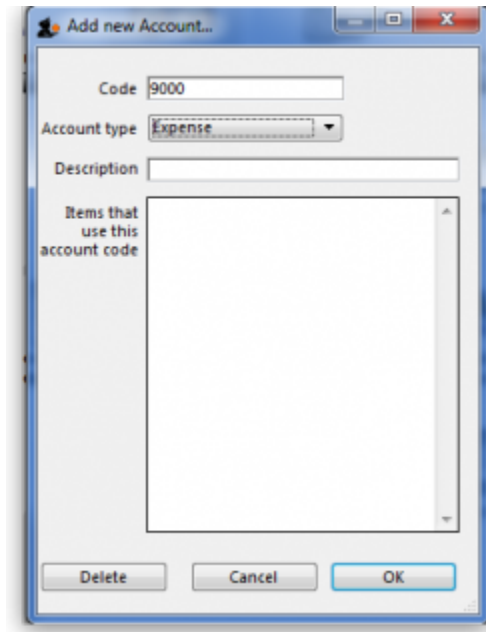 Add new Account...
Code 9000
Account type Expense
Description
Items that
use this
account code
Delete Cancel OK